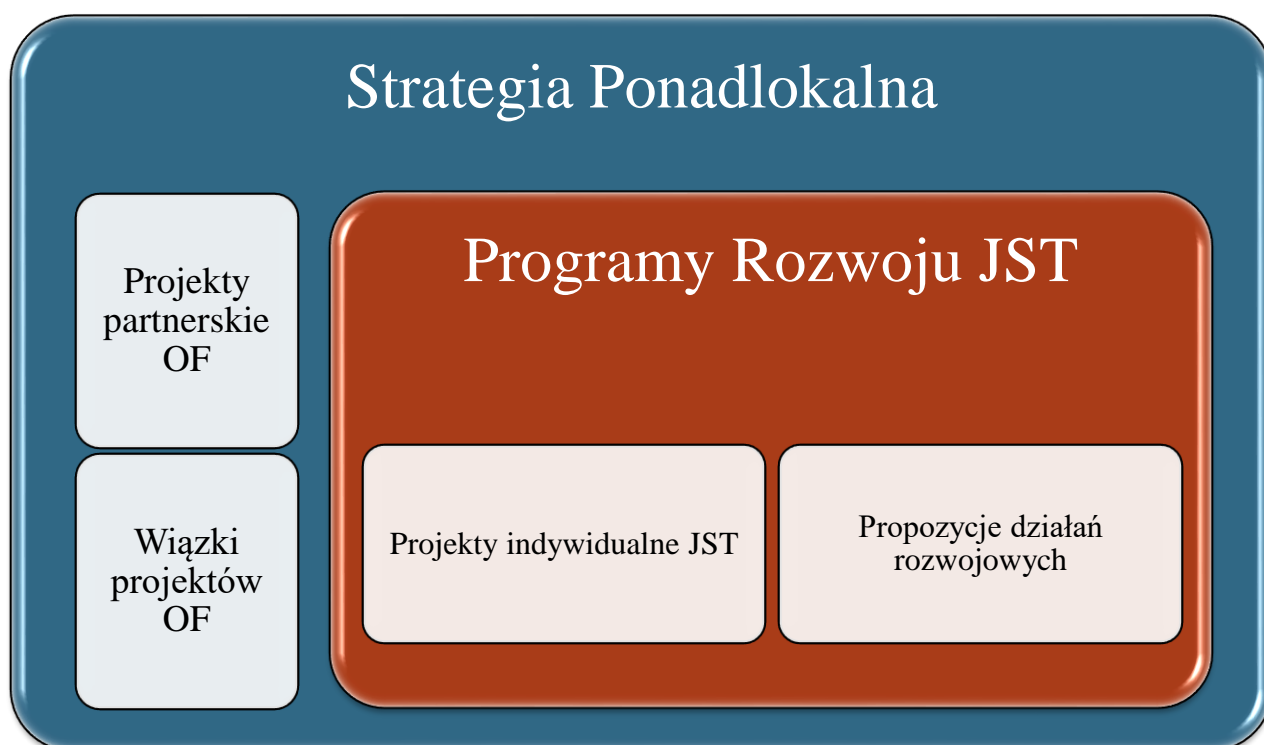 Strategia Ponadlokalna
Projekty
partnerskie
OF
Wiązki
projektów
OF
Programy Rozwoju JST
Projekty indywidualne JST
Propozycje działań
rozwojowych